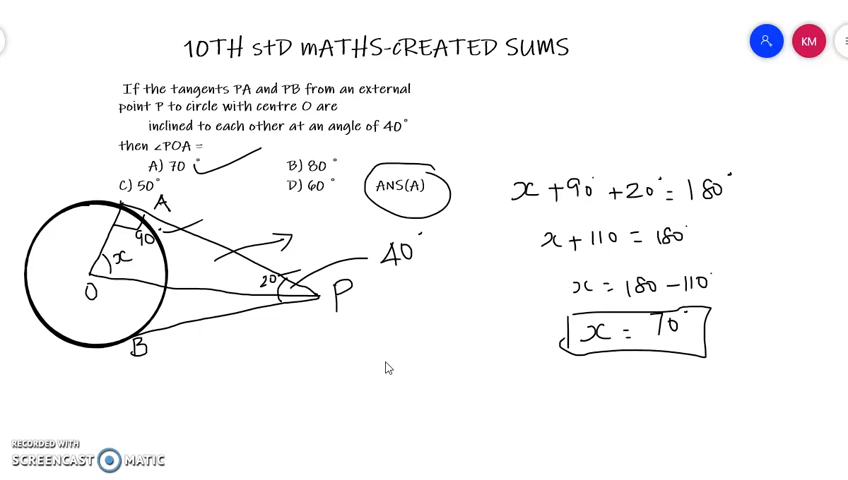 10TH STD MATHS-CREATED SUMS
KM
If the tangents PA and PB from an external
point P to circle with centre O are
inclined to each other at an angle of 40°
then ∠POA =
A) 70° B) 80°
C) 50° D) 60°
ANS(A)
A
90°
x
O
20°
P
40°
B
x + 90° + 20° = 180°
x + 110 = 180°
x = 180 - 110°
x = 70°
RECORDED WITH
SCREENCAST MATIC